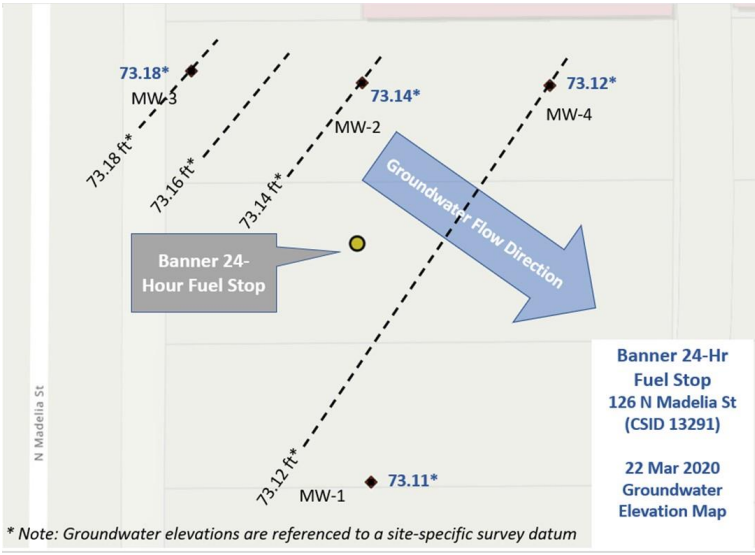 73.18*
MW-3
73.18 ft*
73.16 ft*
73.14*
MW-2
73.14 ft*
73.12*
MW-4
Groundwater Flow Direction
Banner 24-
Hour Fuel Stop
N Madelia St
73.12 ft*
MW-1
73.11*
Banner 24-Hr
Fuel Stop
126 N Madelia St
(CSID 13291)
22 Mar 2020
Groundwater
Elevation Map
* Note: Groundwater elevations are referenced to a site-specific survey datum